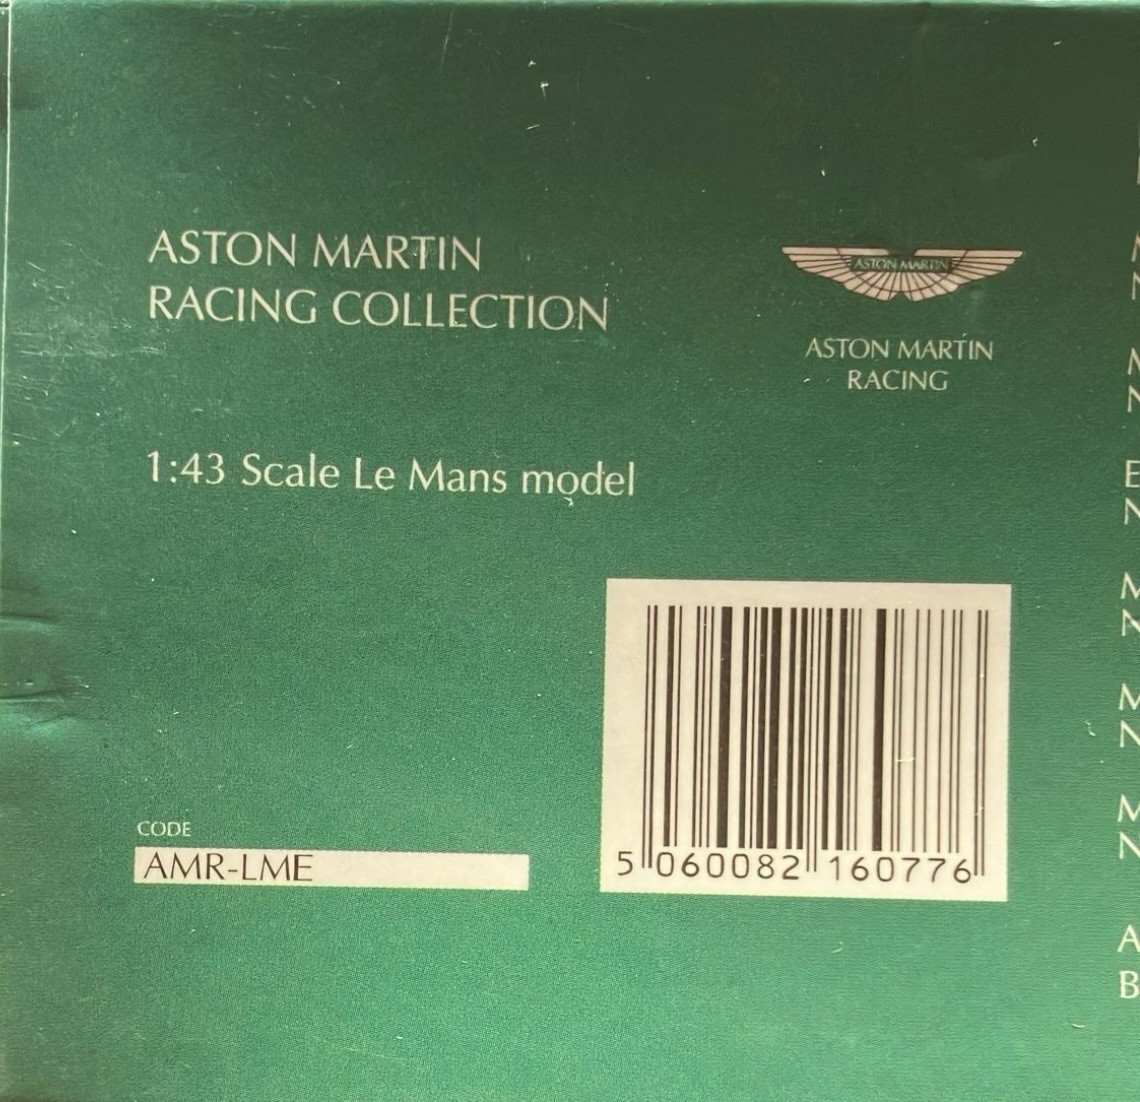 ASTON MARTIN
RACING COLLECTION
ASTON MARTIN
ASTON MARTIN
RACING
1:43 Scale Le Mans model
CODE
AMR-LME
5 060082 160776